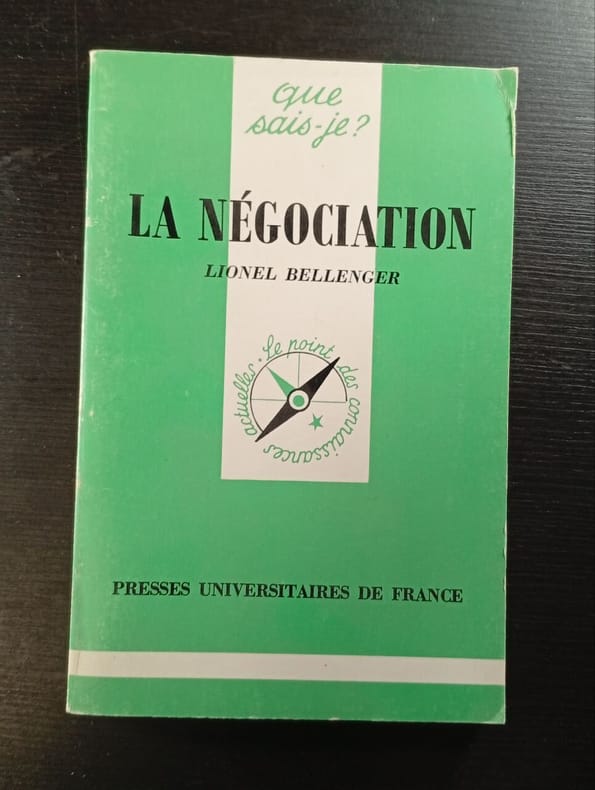 que
sais-je?
LA NÉGOCIATION
LIONEL BELLENGER
Le point des connaissances actuelles •
PRESSES UNIVERSITAIRES DE FRANCE